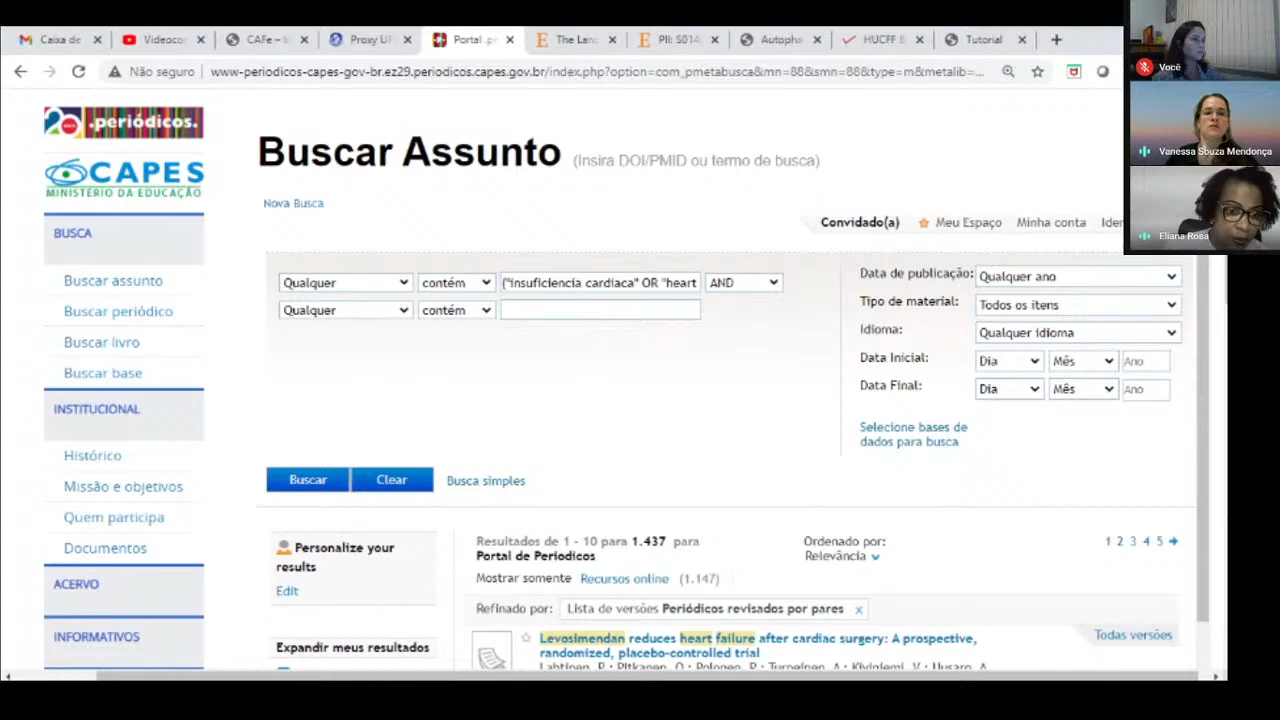 Caixa de
Videocor
CAFe –
Proxy UF
Portal .pe
The Lanc
PII: S014
Autopha
HUCFF B
Tutorial
Não seguro
www-periodicos-capes-gov-br.ez29.periodicos.capes.gov.br/index.php?option=com_pmetabusca&mn=88&smn=88&type=m&metalib=...
Você
Vanessa Souza Mendonça
Eliana Rosa
20 .periódicos.
CAPES
MINISTÉRIO DA EDUCAÇÃO
BUSCA
Buscar assunto
Buscar periódico
Buscar livro
Buscar base
INSTITUCIONAL
Histórico
Missão e objetivos
Quem participa
Documentos
ACERVO
INFORMATIVOS
Buscar Assunto (Insira DOI/PMID ou termo de busca)
Nova Busca
Convidado(a) Meu Espaço Minha conta Iden
Qualquer contém ("insuficiencia cardiaca" OR "heart AND
Qualquer contém
Data de publicação: Qualquer ano
Tipo de material: Todos os itens
Idioma: Qualquer idioma
Data Inicial: Dia Mês Ano
Data Final: Dia Mês Ano
Selecione bases de
dados para busca
Buscar Clear Busca simples
Personalize your
results
Edit
Expandir meus resultados
Resultados de 1 - 10 para 1.437 para
Portal de Periodicos
Ordenado por:
Relevância
1 2 3 4 5
Mostrar somente Recursos online (1.147)
Refinado por: Lista de versões Periódicos revisados por pares x
Levosimendan reduces heart failure after cardiac surgery: A prospective,
randomized, placebo-controlled trial
Todas versões